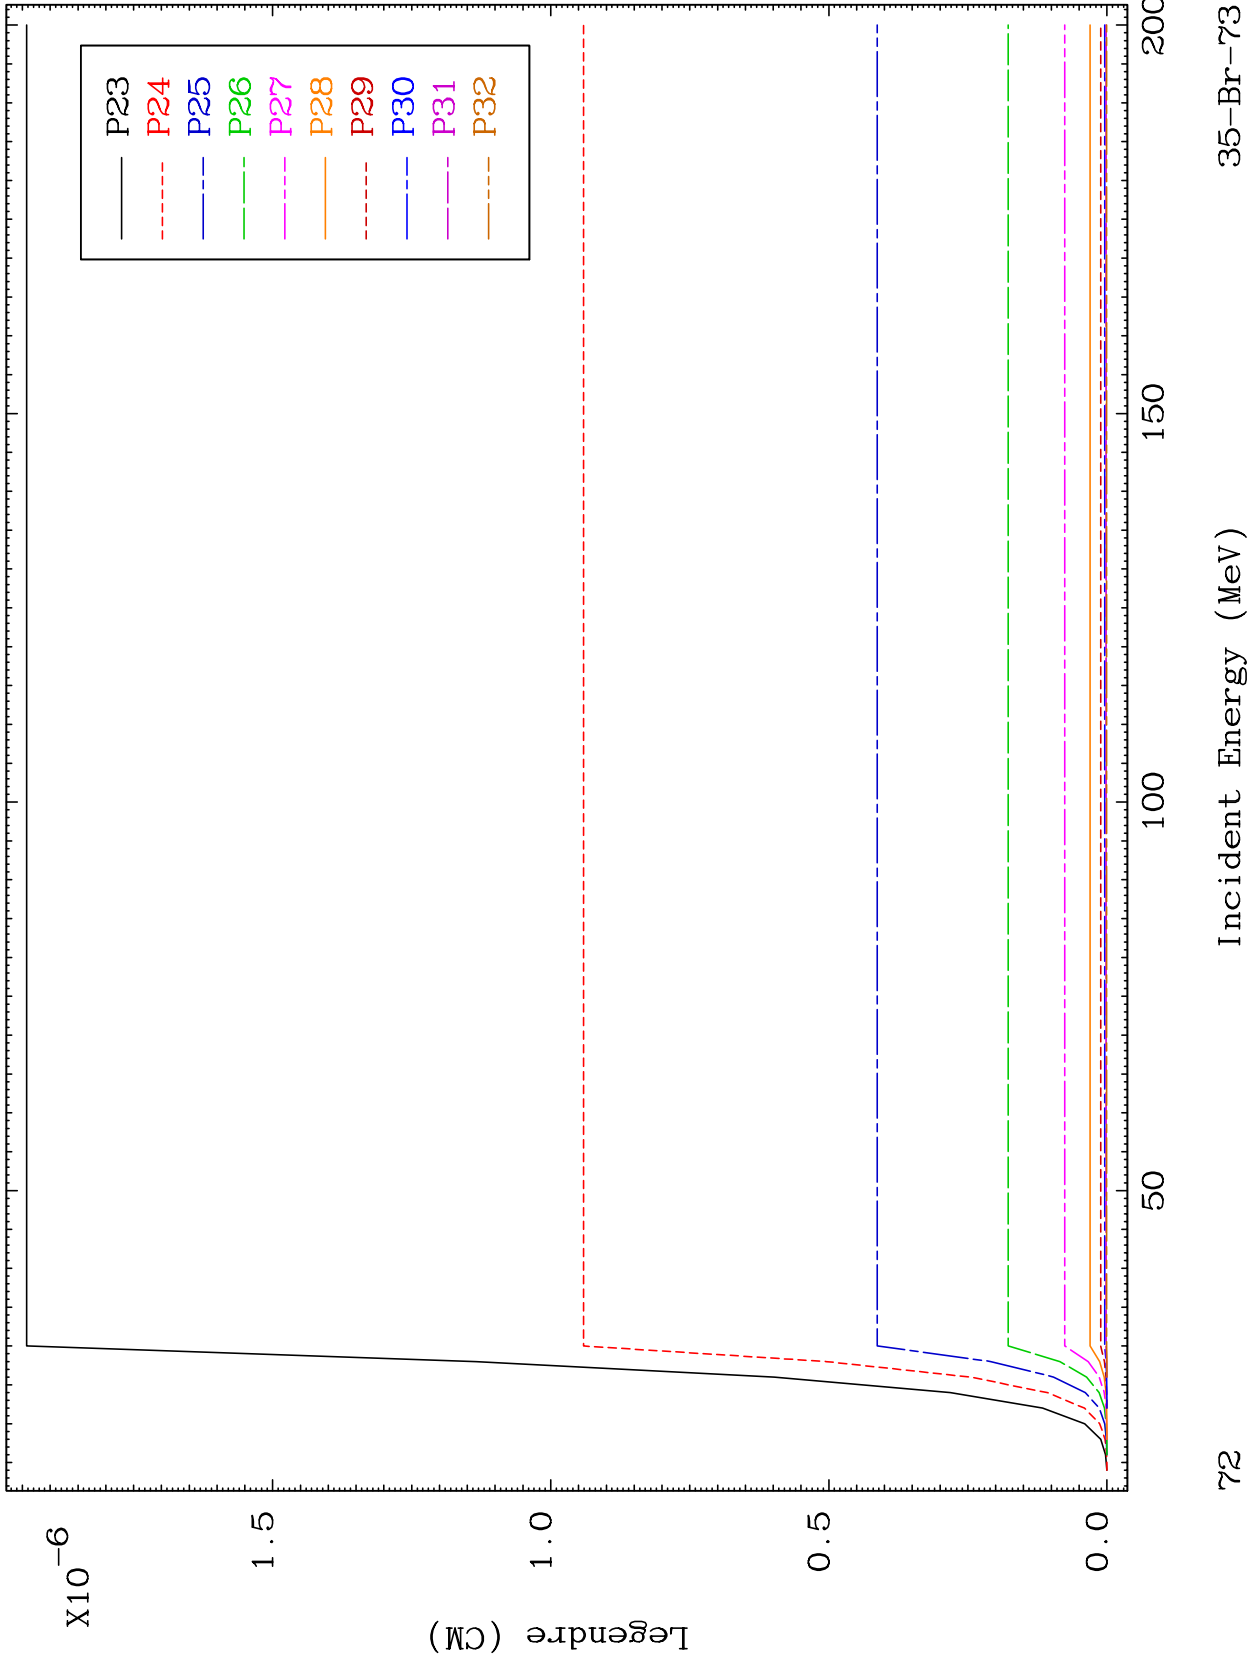 X10-6
Legendre (CM)
1.5
1.0
0.5
0.0
P23
P24
P25
P26
P27
P28
P29
P30
P31
P32
50
100
150
200
72
Incident Energy (MeV)
35-Br-73